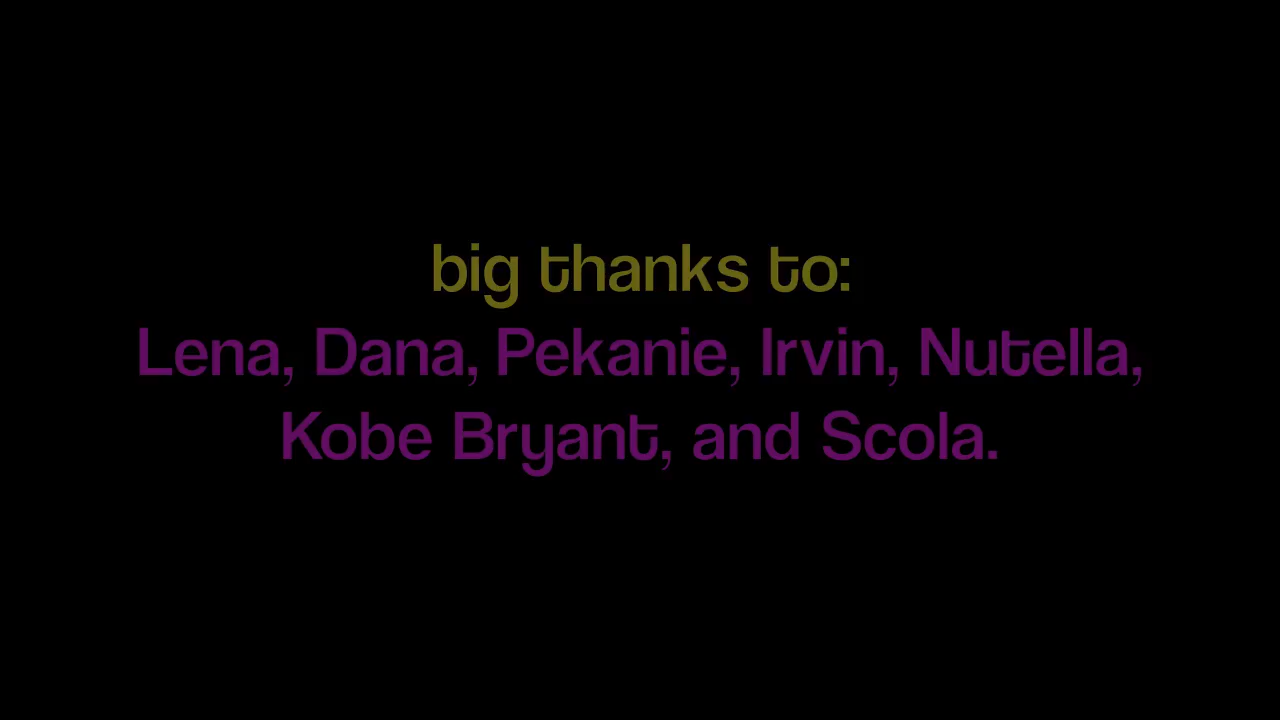 big thanks to:
Lena, Dana, Pekanie, Irvin, Nutella,
Kobe Bryant, and Scola.